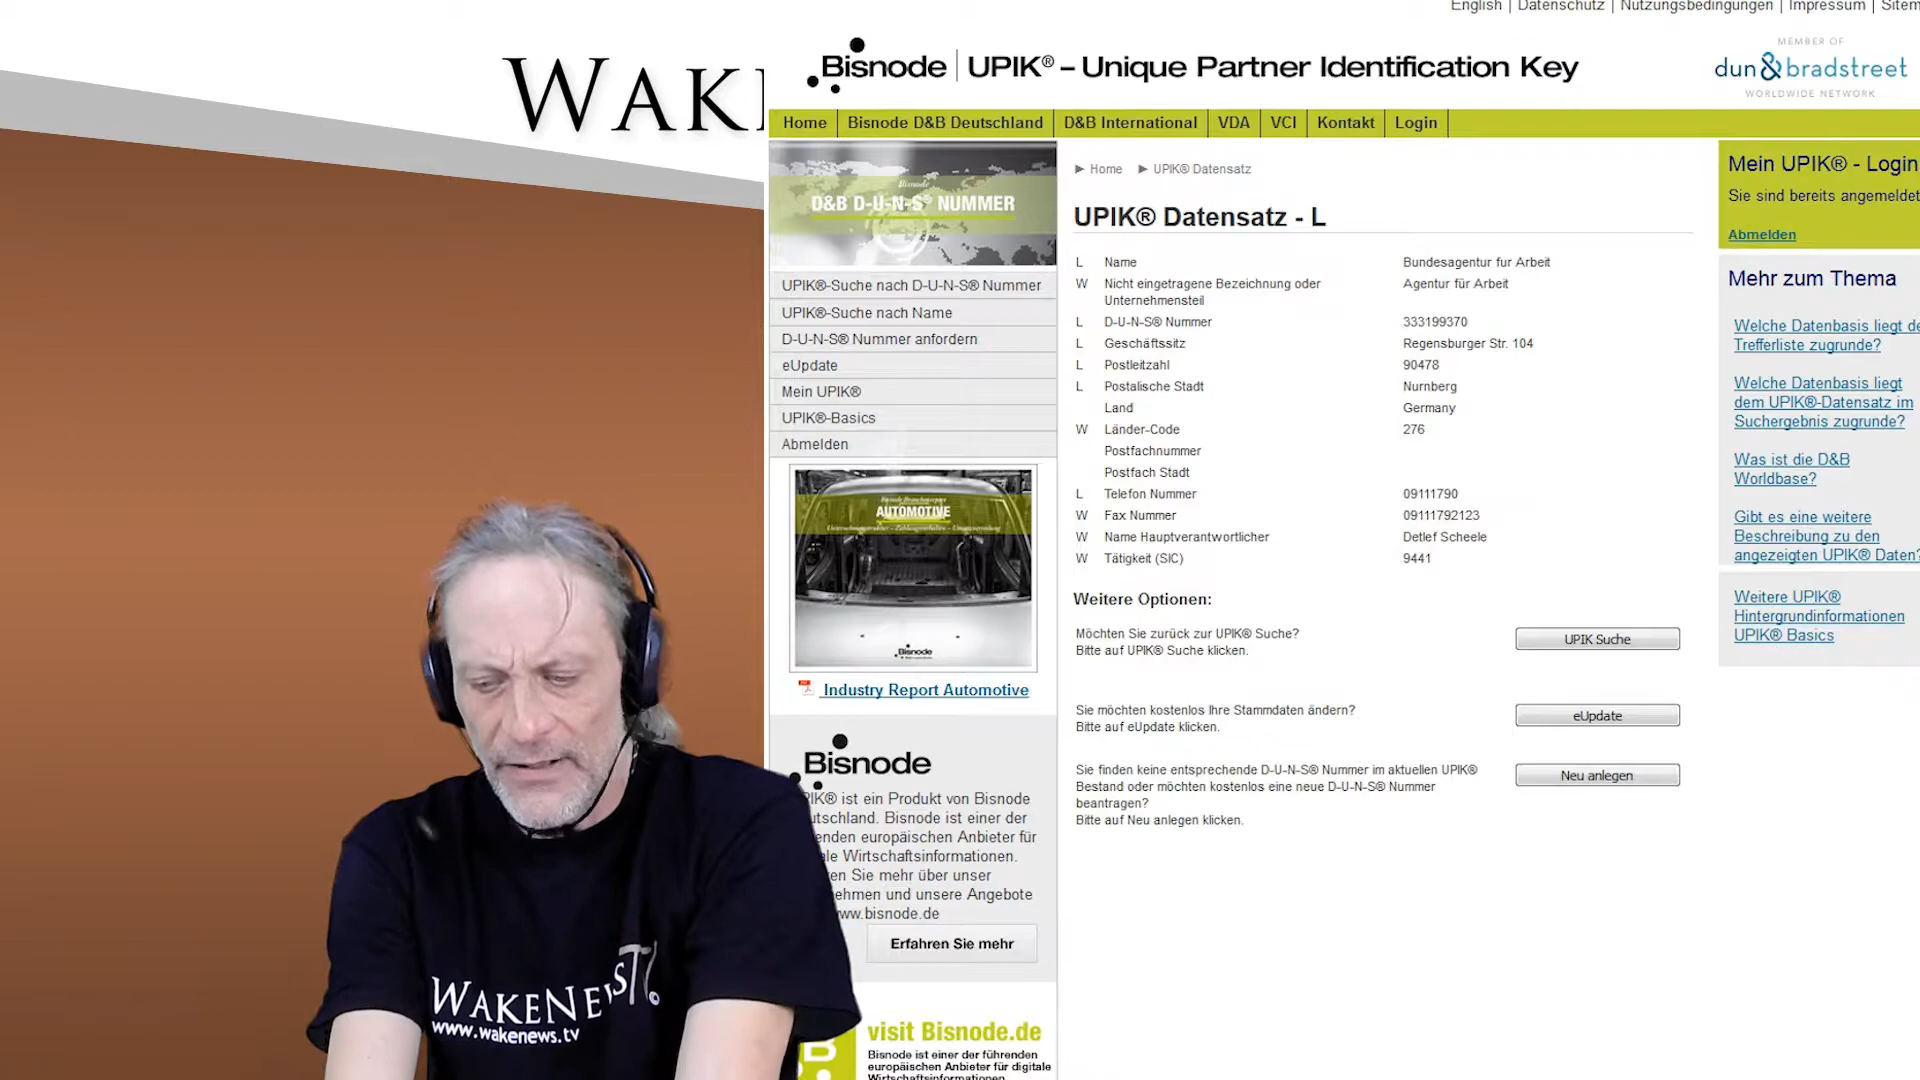 English | Datenschutz | Nutzungsbedingungen | Impressum |
WAKE
Bisnode | UPIK® – Unique Partner Identification Key
MEMBER OF
dun & bradstreet
WORLDWIDE NETWORK
Home | Bisnode D&B Deutschland | D&B International | VDA | VCI | Kontakt | Login
Bisnode
D&B D-U-N-S® NUMMER
UPIK®-Suche nach D-U-N-S® Nummer
UPIK®-Suche nach Name
D-U-N-S® Nummer anfordern
eUpdate
Mein UPIK®
UPIK®-Basics
Abmelden
AUTOMOTIVE
Bisnode
Industry Report Automotive
Bisnode
PIK® ist ein Produkt von Bisnode
utschland. Bisnode ist einer der
enden europäischen Anbieter für
ale Wirtschaftsinformationen.
en Sie mehr über unser
ehmen und unsere Angebote
ww.bisnode.de
Erfahren Sie mehr
visit Bisnode.de
Bisnode ist einer der führenden
europäischen Anbieter für digitale
Wirtschaftsinformationen
Home UPIK® Datensatz
UPIK® Datensatz - L
L Name Bundesagentur fur Arbeit
W Nicht eingetragene Bezeichnung oder Agentur für Arbeit
Unternehmensteil
L D-U-N-S® Nummer 333199370
L Geschäftssitz Regensburger Str. 104
L Postleitzahl 90478
L Postalische Stadt Nurnberg
Land Germany
W Länder-Code 276
Postfachnummer
Postfach Stadt
L Telefon Nummer 09111790
W Fax Nummer 09111792123
W Name Hauptverantwortlicher Detlef Scheele
W Tätigkeit (SIC) 9441
Weitere Optionen:
Möchten Sie zurück zur UPIK® Suche?
Bitte auf UPIK® Suche klicken.
UPIK Suche
Sie möchten kostenlos Ihre Stammdaten ändern?
Bitte auf eUpdate klicken.
eUpdate
Sie finden keine entsprechende D-U-N-S® Nummer im aktuellen UPIK®
Bestand oder möchten kostenlos eine neue D-U-N-S® Nummer
beantragen?
Bitte auf Neu anlegen klicken.
Neu anlegen
Mein UPIK® - Login
Sie sind bereits angemeldet
Abmelden
Mehr zum Thema
Welche Datenbasis liegt de
Trefferliste zugrunde?
Welche Datenbasis liegt
dem UPIK®-Datensatz im
Suchergebnis zugrunde?
Was ist die D&B
Worldbase?
Gibt es eine weitere
Beschreibung zu den
angezeigten UPIK® Daten?
Weitere UPIK®
Hintergrundinformationen
UPIK® Basics
WAKENEWSTV
www.wakenews.tv